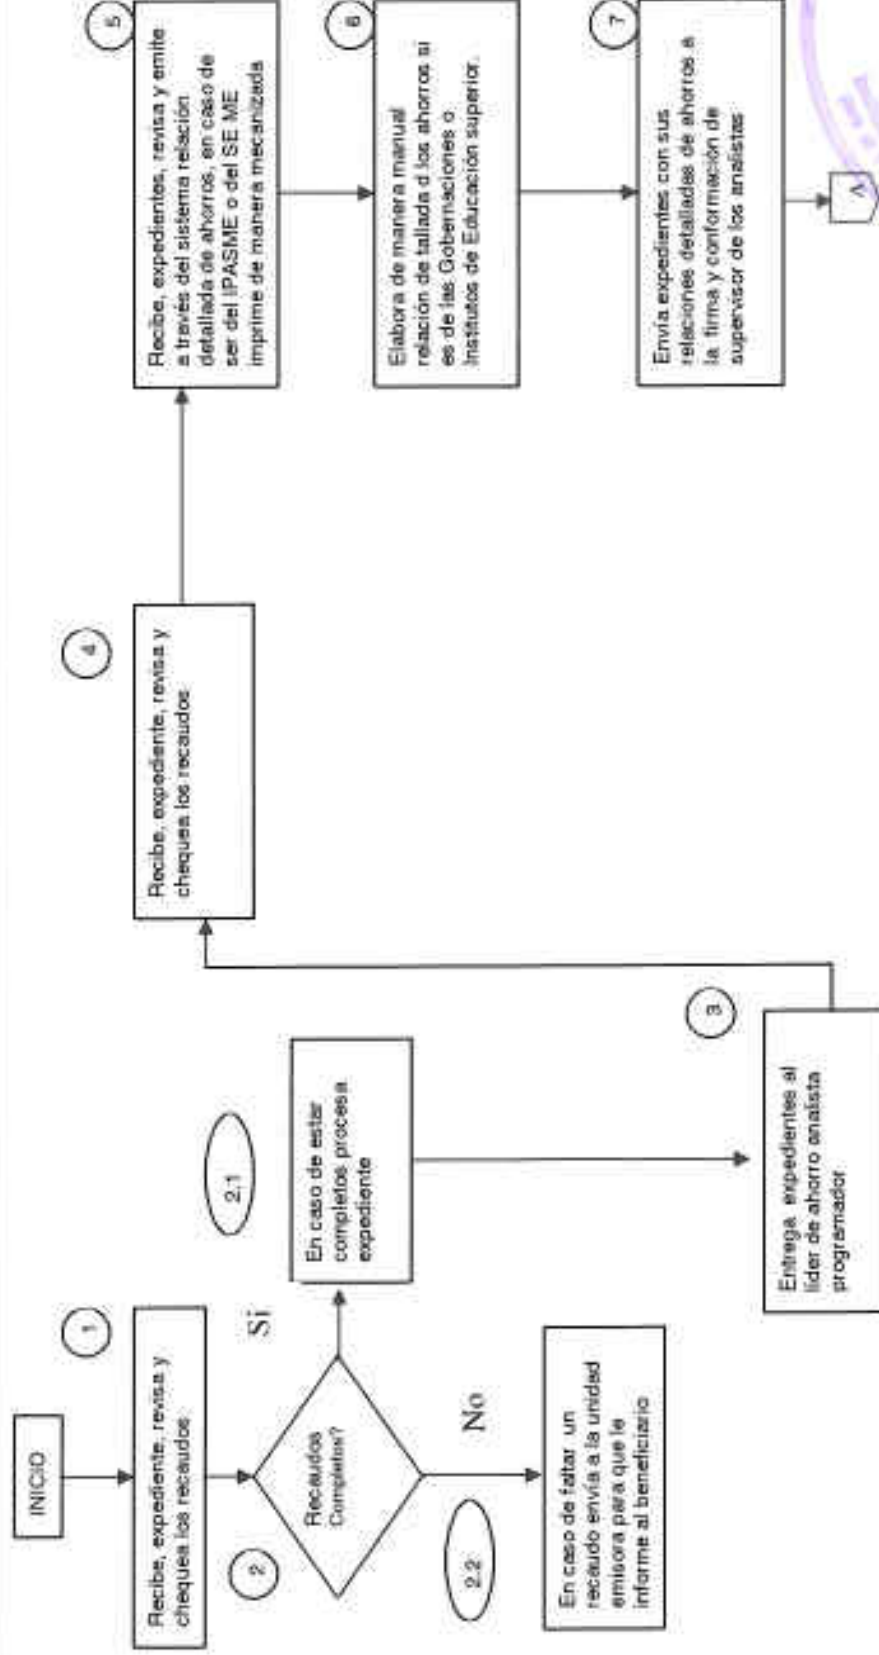 INICIO
1
Recibe, expediente, revisa y
chequea los recaudos
2
Recaudos
Completos?
Si
2.1
En caso de estar
completos procesa
expediente
No
2.2
En caso de faltar un
recaudo envía a la unidad
emisora para que le
informe al beneficiario
3
Entrega expedientes al
líder de ahorro analista
programador
4
Recibe, expediente, revisa y
chequea los recaudos
5
Recibe, expedientes, revisa y emite
a través del sistema relación
detallada de ahorros, en caso de
ser del IPASME o del SE ME
imprime de manera mecanizada
6
Elabora de manera manual
relación de tallada d los ahorros si
es de las Gobernaciones o
Institutos de Educación superior.
7
Envía expedientes con sus
relaciones detalladas de ahorros a
la firma y conformación de
supervisor de los analistas
A